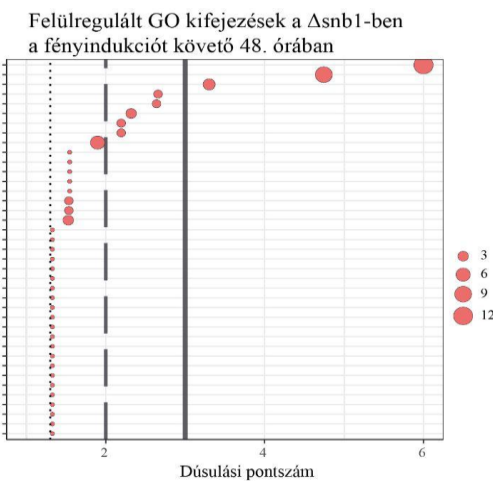 Felülregulált GO kifejezések a Δsnb1-ben
a fényindukciót követő 48. órában
3
6
9
12
2 4 6
Dúsulási pontszám